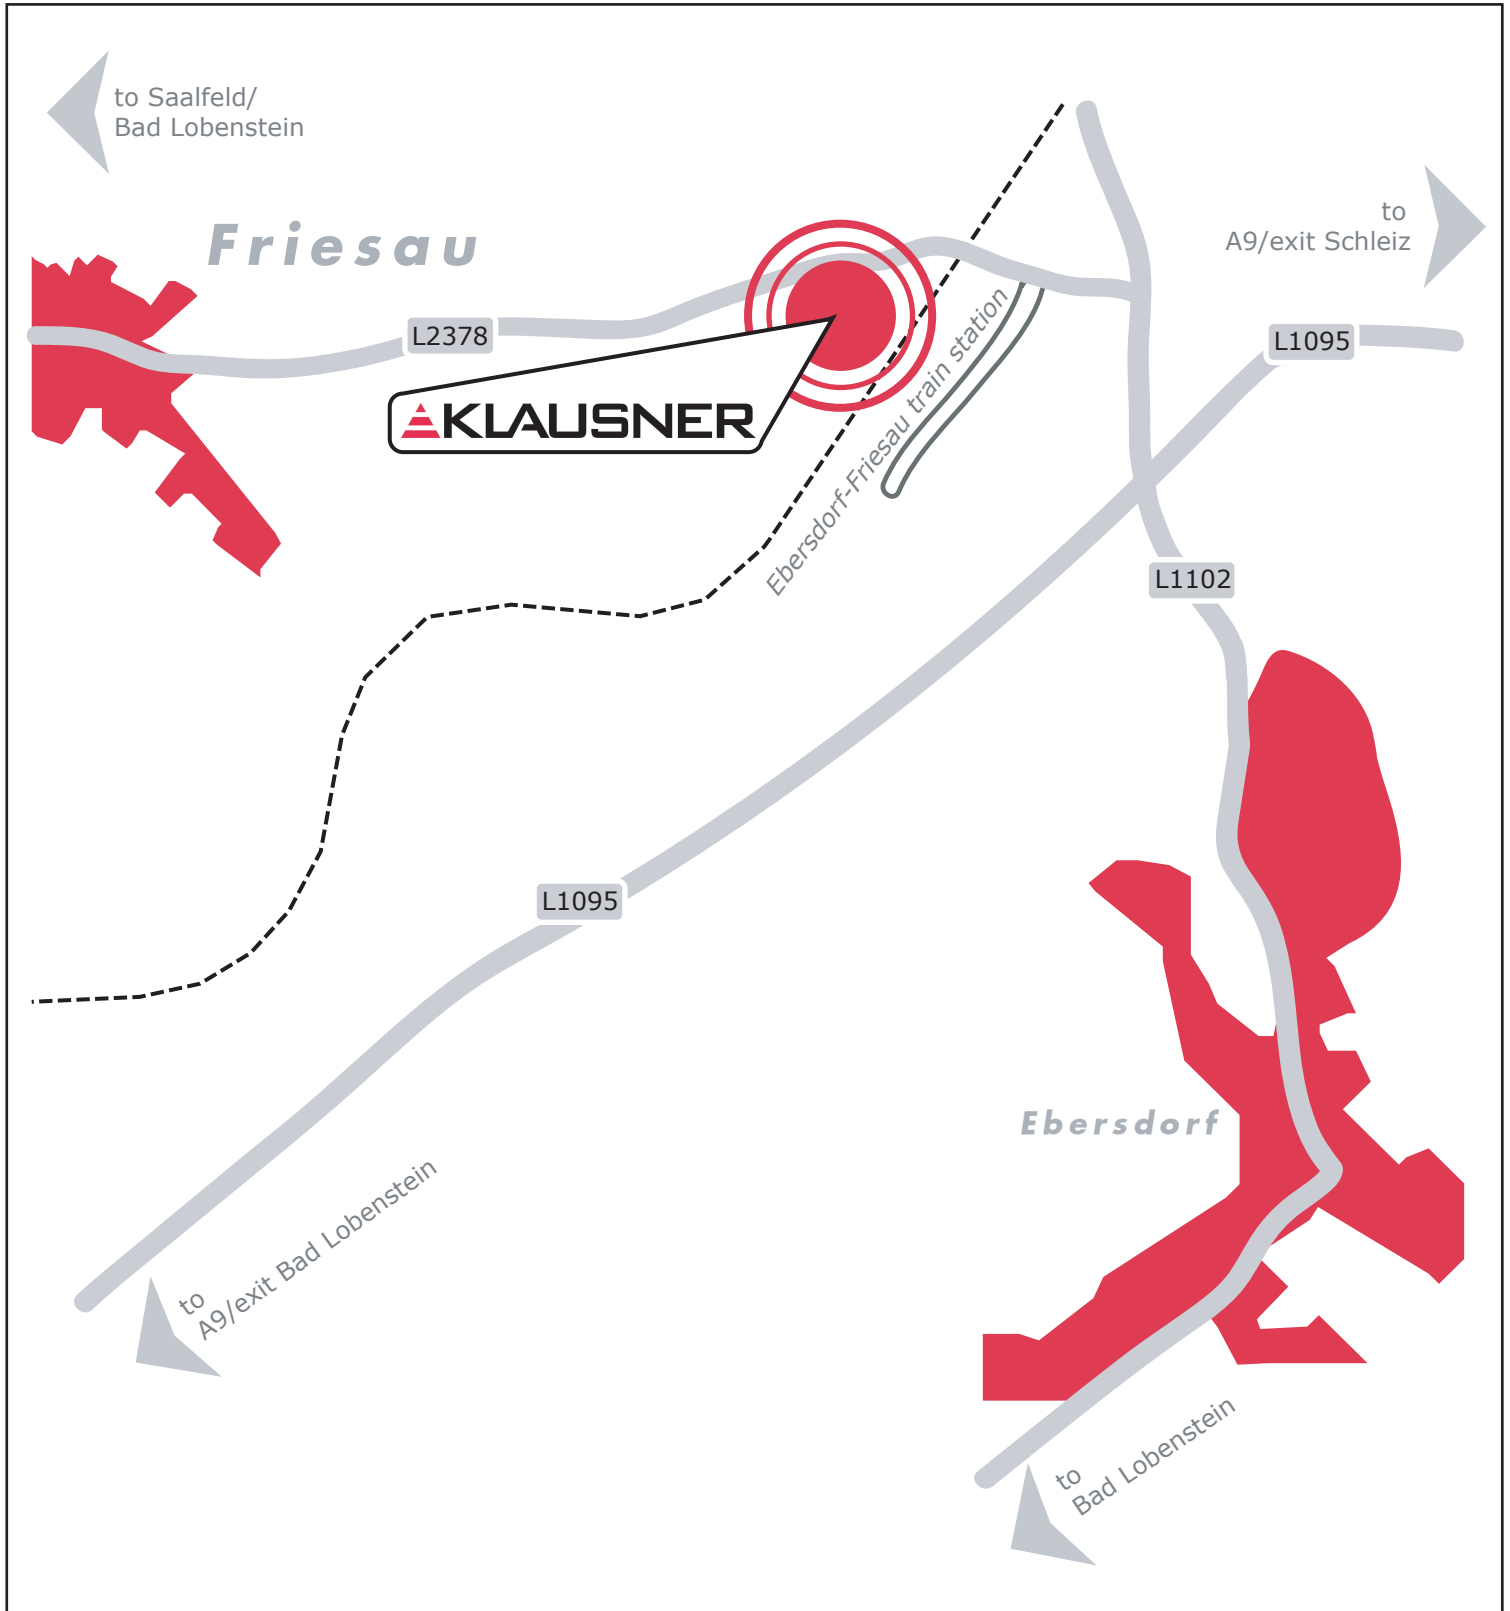 to Saalfeld/
Bad Lobenstein
to
A9/exit Schleiz
Friesau
L2378
L1095
KLAUSNER
Ebersdorf-Friesau train station
L1102
L1095
Ebersdorf
to
A9/exit Bad Lobenstein
to
Bad Lobenstein